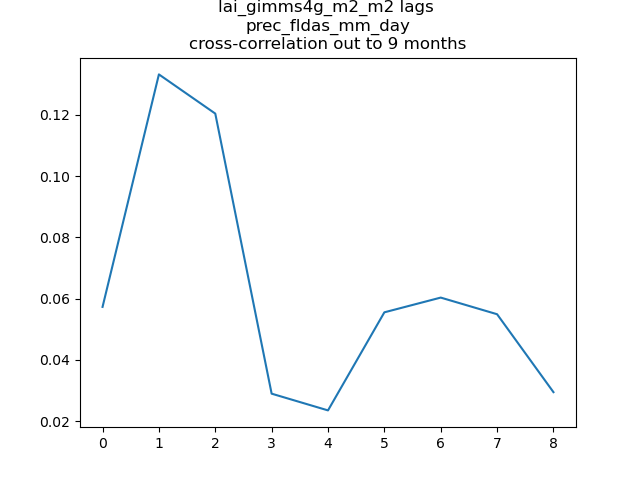 lai_gimms4g_m2_m2 lags
prec_fldas_mm_day
cross-correlation out to 9 months
0.12
0.10
0.08
0.06
0.04
0.02
0 1 2 3 4 5 6 7 8